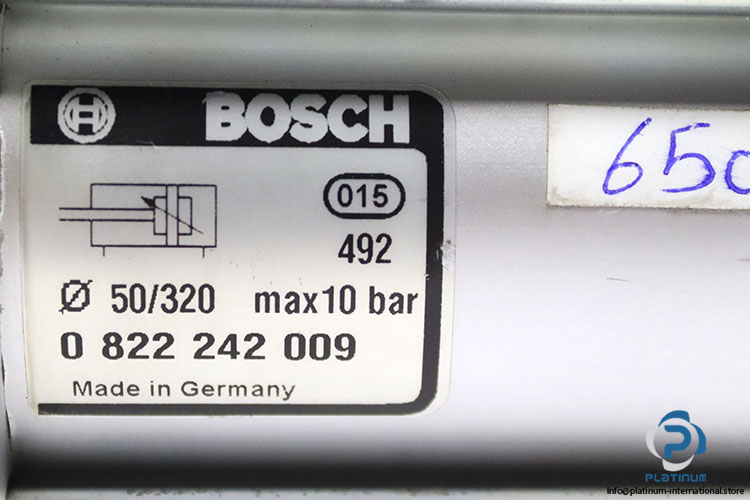 BOSCH
015
492
Ø 50/320 max10 bar
0 822 242 009
Made in Germany
650
PLATINUM
Info@platinum-international.store